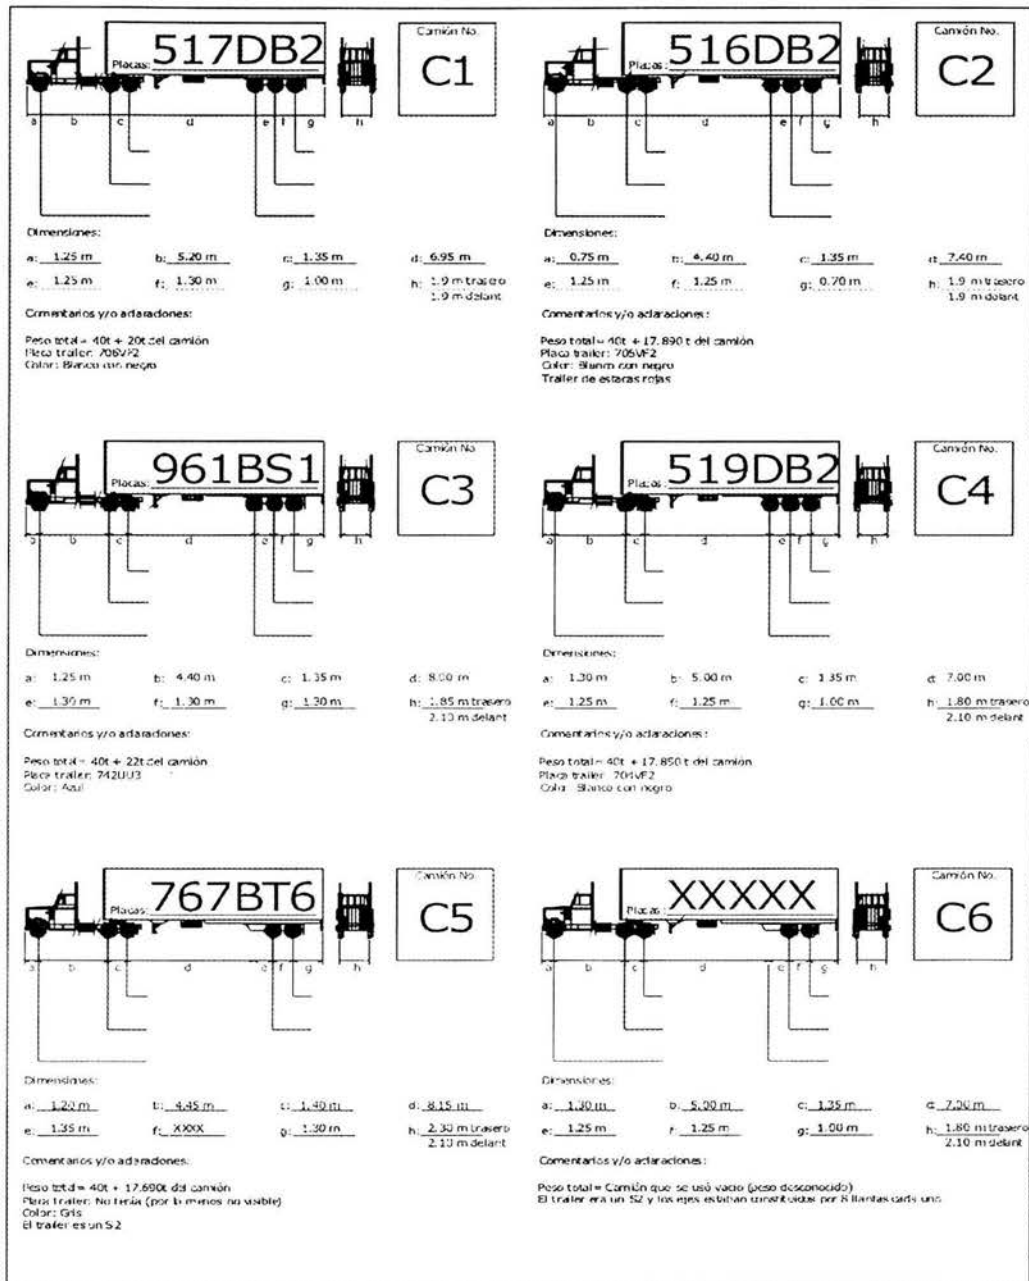 517DB2
Placas:
Camión No.
C1
a b c d e f g h
Dimensiones:
a: 1.25 m b: 5.20 m c: 1.35 m d: 6.95 m
e: 1.25 m f: 1.30 m g: 1.00 m h: 1.9 m trasero
1.9 m delant
Comentarios y/o aclaraciones:
Peso total = 40t + 20t del camión
Placa trailer: 706VF2
Color: Blanco con negro
516DB2
Placas:
Camión No.
C2
a b c d e f g h
Dimensiones:
a: 0.75 m b: 4.40 m c: 1.35 m d: 7.40 m
e: 1.25 m f: 1.25 m g: 0.70 m h: 1.9 m trasero
1.9 m delant
Comentarios y/o aclaraciones:
Peso total = 40t + 17.890 t del camión
Placa trailer: 705VF2
Color: Blanco con negro
Trailer de estacas rojas
961BS1
Placas:
Camión No.
C3
a b c d e f g h
Dimensiones:
a: 1.25 m b: 4.40 m c: 1.35 m d: 8.00 m
e: 1.30 m f: 1.30 m g: 1.30 m h: 1.85 m trasero
2.10 m delant
Comentarios y/o aclaraciones:
Peso total = 40t + 22t del camión
Placa trailer: 742UU3
Color: Azul
519DB2
Placas:
Camión No.
C4
a b c d e f g h
Dimensiones:
a: 1.30 m b: 5.00 m c: 1.35 m d: 7.00 m
e: 1.25 m f: 1.25 m g: 1.00 m h: 1.80 m trasero
2.10 m delant
Comentarios y/o aclaraciones:
Peso total = 40t + 17.850 t del camión
Placa trailer: 704VF2
Color: Blanco con negro
767BT6
Placas:
Camión No.
C5
a b c d e f g h
Dimensiones:
a: 1.20 m b: 4.45 m c: 1.40 m d: 8.15 m
e: 1.35 m f: XXXX g: 1.30 m h: 2.30 m trasero
2.10 m delant
Comentarios y/o aclaraciones:
Peso total = 40t + 17.690t del camión
Placa trailer: No tenía (por lo menos no visible)
Color: Gris
El trailer es un S2
XXXXX
Placas:
Camión No.
C6
a b c d e f g h
Dimensiones:
a: 1.30 m b: 5.00 m c: 1.35 m d: 7.00 m
e: 1.25 m f: 1.25 m g: 1.00 m h: 1.80 m trasero
2.10 m delant
Comentarios y/o aclaraciones:
Peso total = Camión que se usó vacio (peso desconocido)
El trailer era un S2 y los ejes estaban constituidos por 8 llantas cada uno